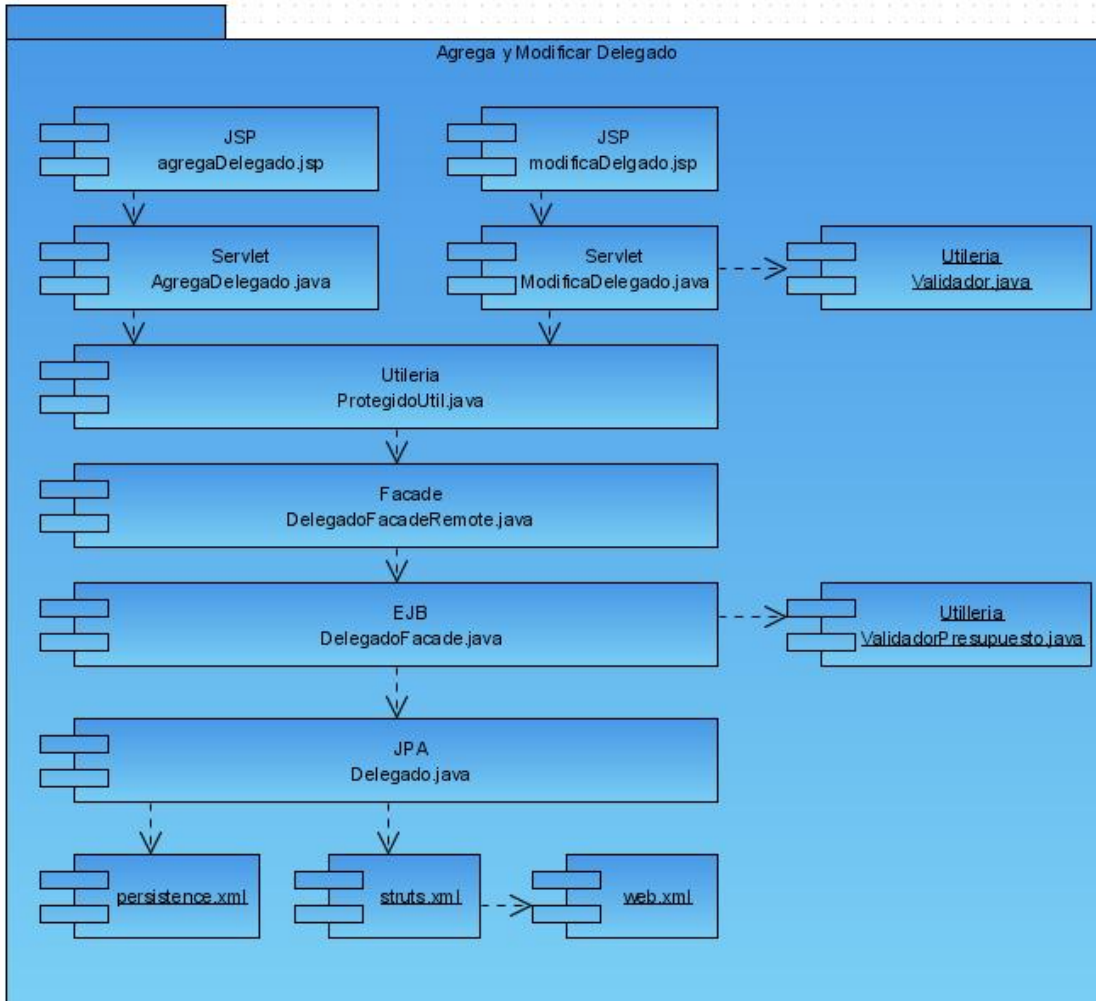 Agrega y Modificar Delegado
JSP
agregaDelegado.jsp
JSP
modificaDelgado.jsp
Servlet
AgregaDelegado.java
Servlet
ModificaDelegado.java
Utileria
Validador.java
Utileria
ProtegidoUtil.java
Facade
DelegadoFacadeRemote.java
EJB
DelegadoFacade.java
Utilleria
ValidadorPresupuesto.java
JPA
Delegado.java
persistence.xml
struts.xml
web.xml